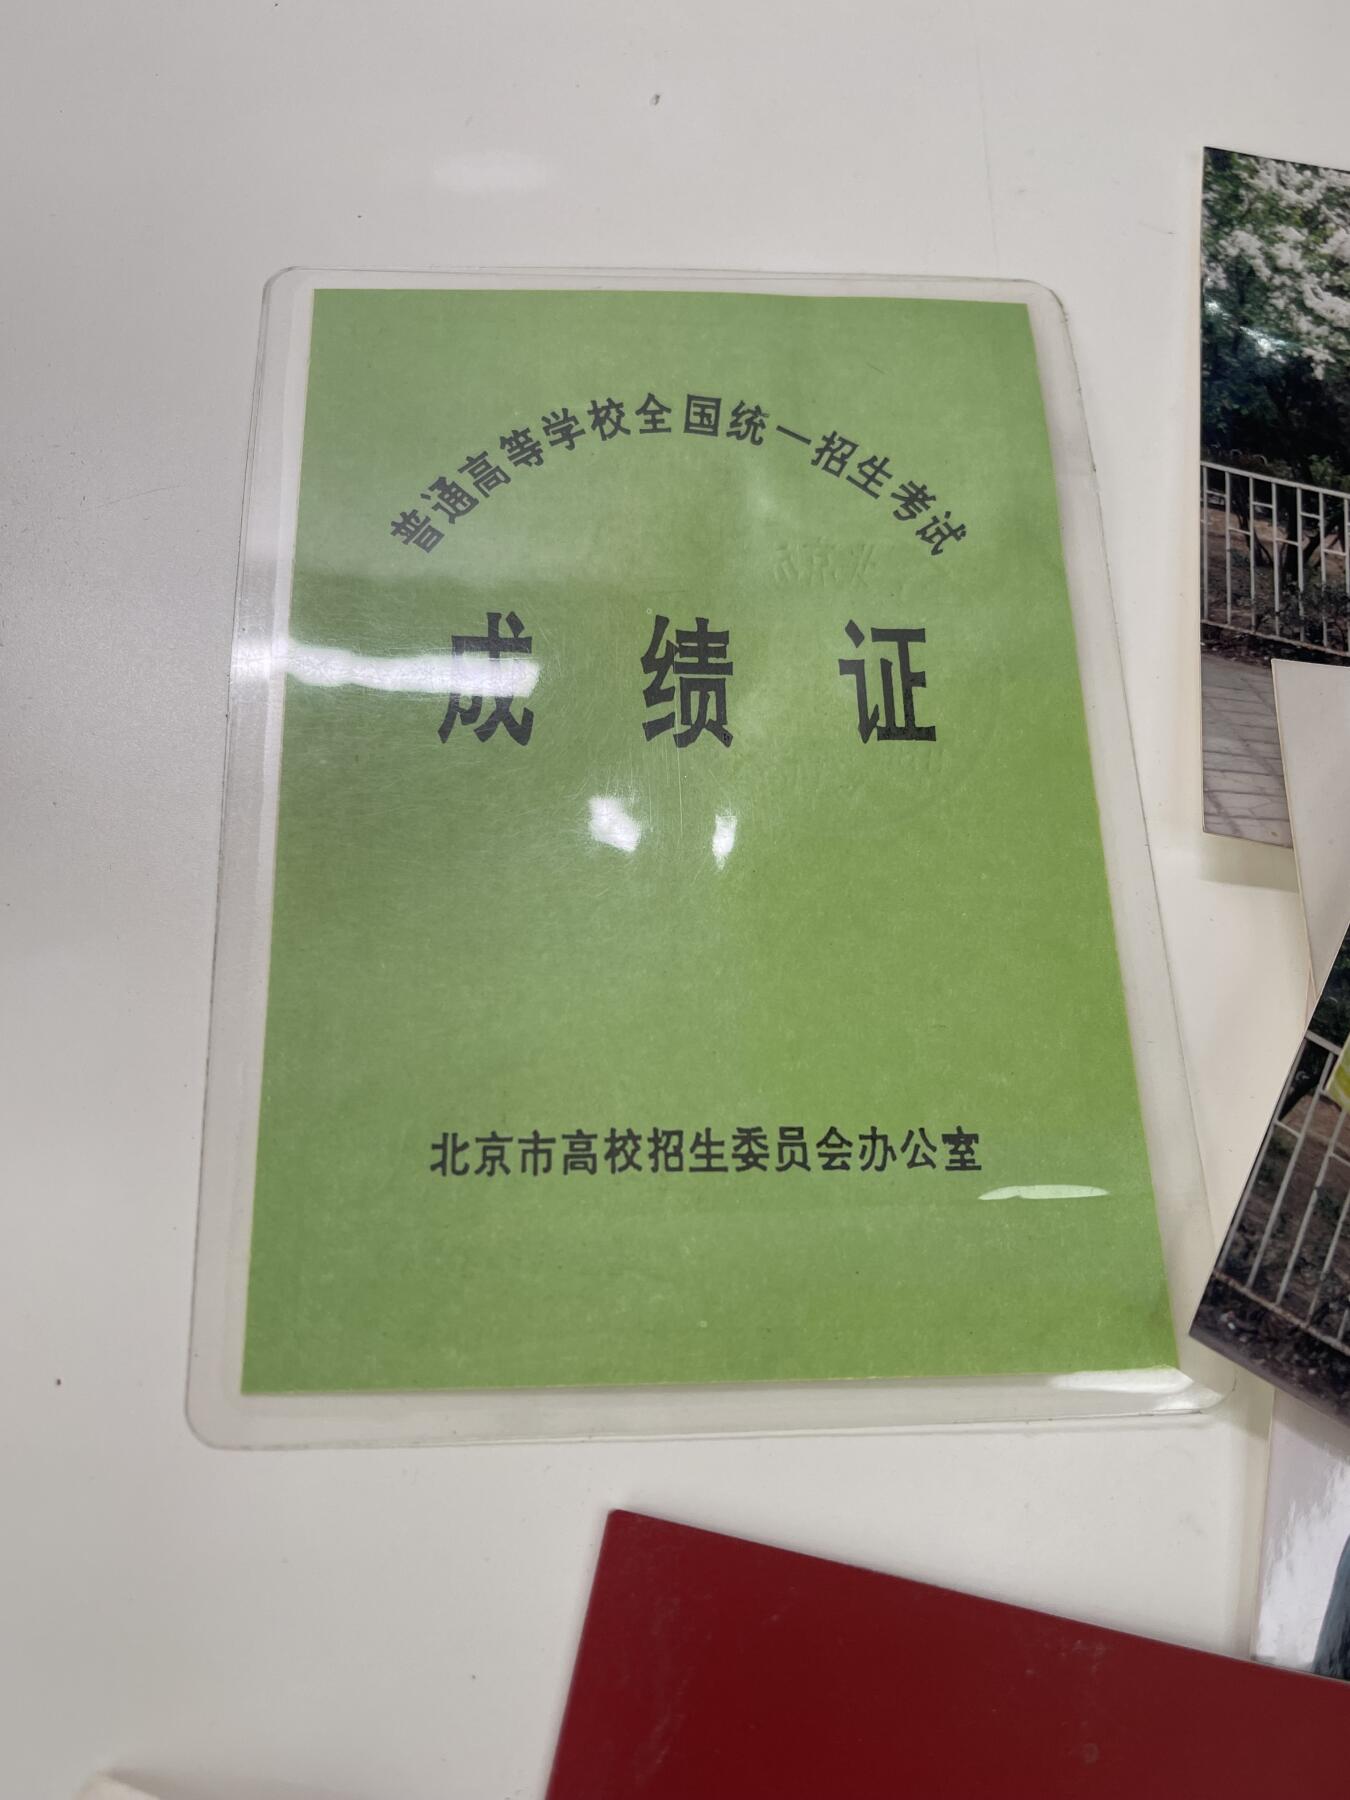 普通高等学校全国统一招生考试
成绩证
北京市高校招生委员会办公室